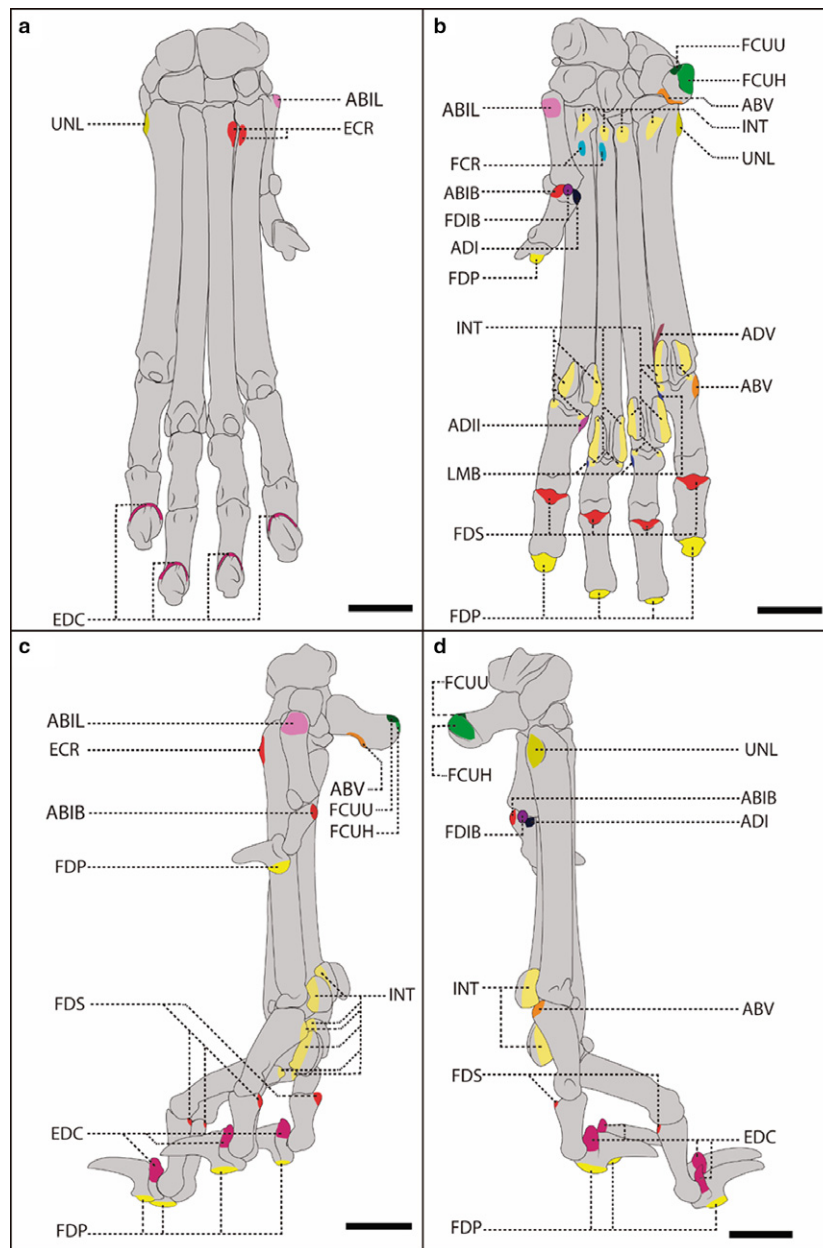 a
ABIL
UNL
ECR
EDC
b
FCUU
FCUH
ABIL
ABV
INT
UNL
FCR
ABIB
FDIB
ADI
FDP
INT
ADV
ABV
ADII
LMB
FDS
FDP
c
ABIL
ECR
ABV
FCUU
ABIB
FCUH
FDP
INT
FDS
EDC
FDP
d
FCUU
UNL
FCUH
ABIB
ADI
FDIB
INT
ABV
FDS
EDC
FDP